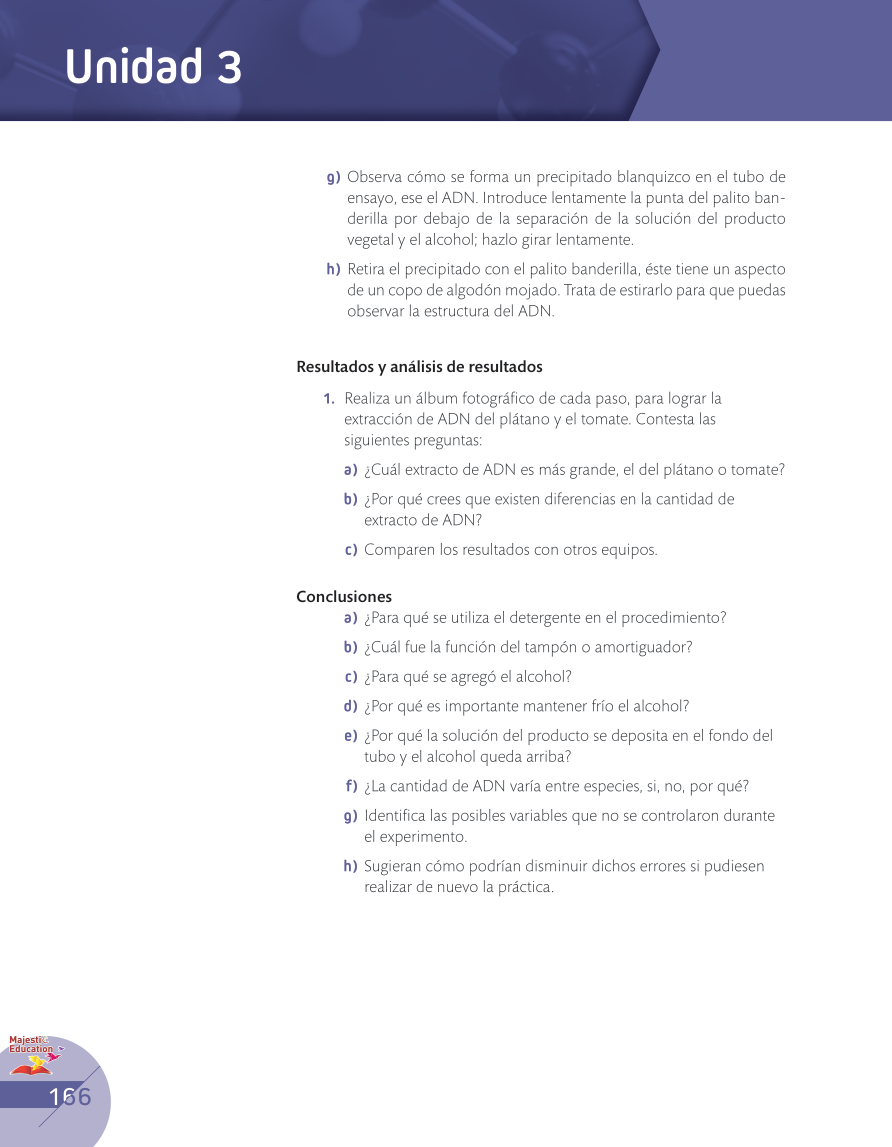 Unidad 3
g) Observa cómo se forma un precipitado blanquizco en el tubo de
ensayo, ese el ADN. Introduce lentamente la punta del palito ban-
derilla por debajo de la separación de la solución del producto
vegetal y el alcohol; hazlo girar lentamente.
h) Retira el precipitado con el palito banderilla, éste tiene un aspecto
de un copo de algodón mojado. Trata de estirarlo para que puedas
observar la estructura del ADN.
Resultados y análisis de resultados
1. Realiza un álbum fotográfico de cada paso, para lograr la
extracción de ADN del plátano y el tomate. Contesta las
siguientes preguntas:
a) ¿Cuál extracto de ADN es más grande, el del plátano o tomate?
b) ¿Por qué crees que existen diferencias en la cantidad de
extracto de ADN?
c) Comparen los resultados con otros equipos.
Conclusiones
a) ¿Para qué se utiliza el detergente en el procedimiento?
b) ¿Cuál fue la función del tampón o amortiguador?
c) ¿Para qué se agregó el alcohol?
d) ¿Por qué es importante mantener frío el alcohol?
e) ¿Por qué la solución del producto se deposita en el fondo del
tubo y el alcohol queda arriba?
f) ¿La cantidad de ADN varía entre especies, si, no, por qué?
g) Identifica las posibles variables que no se controlaron durante
el experimento.
h) Sugieran cómo podrían disminuir dichos errores si pudiesen
realizar de nuevo la práctica.
Majestic
Education
166